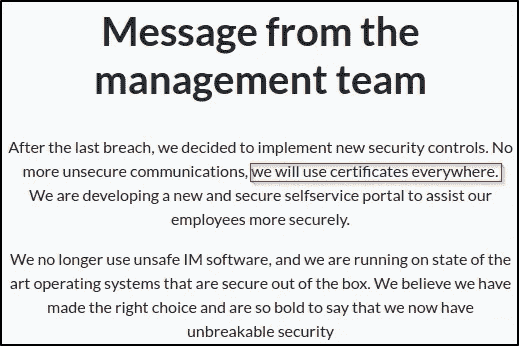 Message from the
management team
After the last breach, we decided to implement new security controls. No
more unsecure communications, we will use certificates everywhere.
We are developing a new and secure selfservice portal to assist our
employees more securely.
We no longer use unsafe IM software, and we are running on state of the
art operating systems that are secure out of the box. We believe we have
made the right choice and are so bold to say that we now have
unbreakable security